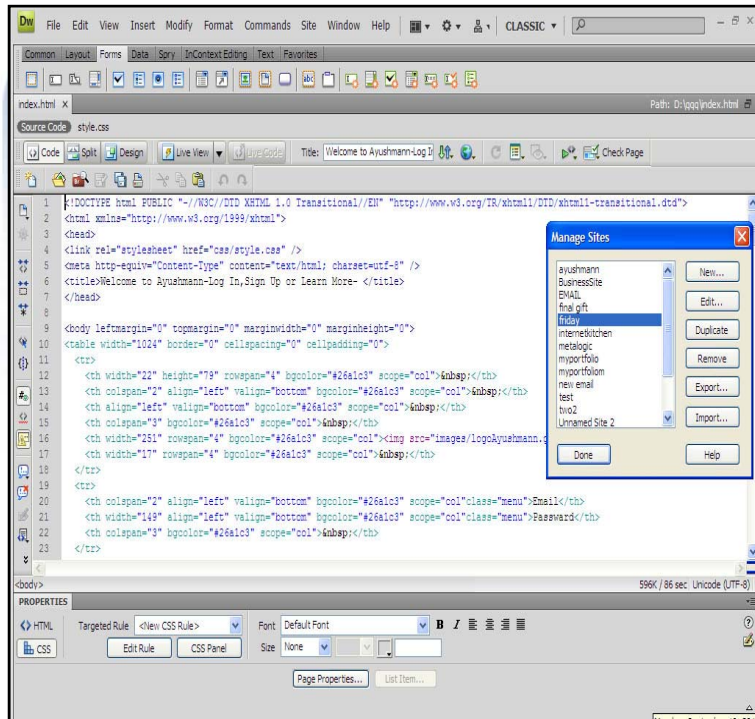 Dw File Edit View Insert Modify Format Commands Site Window Help CLASSIC
Common Layout Forms Data Spry InContext Editing Text Favorites
index.html × Path: D:\qqq\index.html
Source Code style.css
Code Split Design Live View Live Code Title: Welcome to Ayushmann-Log In Check Page
1 <!DOCTYPE html PUBLIC "-//W3C//DTD XHTML 1.0 Transitional//EN" "http://www.w3.org/TR/xhtml1/DTD/xhtml1-transitional.dtd">
2 <html xmlns="http://www.w3.org/1999/xhtml">
3 <head>
4 <link rel="stylesheet" href="css/style.css" />
5 <meta http-equiv="Content-Type" content="text/html; charset=utf-8" />
6 <title>Welcome to Ayushmann-Log In,Sign Up or Learn More- </title>
7 </head>
8
9 <body leftmargin="0" topmargin="0" marginwidth="0" marginheight="0">
10 <table width="1024" border="0" cellspacing="0" cellpadding="0">
11 <tr>
12 <th width="22" height="79" rowspan="4" bgcolor="#26a1c3" scope="col">&nbsp;</th>
13 <th colspan="2" align="left" valign="bottom" bgcolor="#26a1c3" scope="col">&nbsp;</th>
14 <th align="left" valign="bottom" bgcolor="#26a1c3" scope="col">&nbsp;</th>
15 <th colspan="3" bgcolor="#26a1c3" scope="col">&nbsp;</th>
16 <th width="251" rowspan="4" bgcolor="#26a1c3" scope="col"><img src="images/logoAyushmann.g
17 <th width="17" rowspan="4" bgcolor="#26a1c3" scope="col">&nbsp;</th>
18 </tr>
19 <tr>
20 <th colspan="2" align="left" valign="bottom" bgcolor="#26a1c3" scope="col"class="menu">Email</th>
21 <th width="149" align="left" valign="bottom" bgcolor="#26a1c3" scope="col"class="menu">Passward</th>
22 <th colspan="3" bgcolor="#26a1c3" scope="col">&nbsp;</th>
23 </tr>
Manage Sites
ayushmann
BusinessSite
EMAIL
final gift
friday
internetkitchen
metalogic
myportfolio
myportfoliom
new email
test
two2
Unnamed Site 2
New...
Edit...
Duplicate
Remove
Export...
Import...
Done Help
<body> 596K / 86 sec Unicode (UTF-8)
PROPERTIES
<> HTML Targeted Rule <New CSS Rule> Font Default Font B I
CSS Edit Rule CSS Panel Size None
Page Properties... List Item...